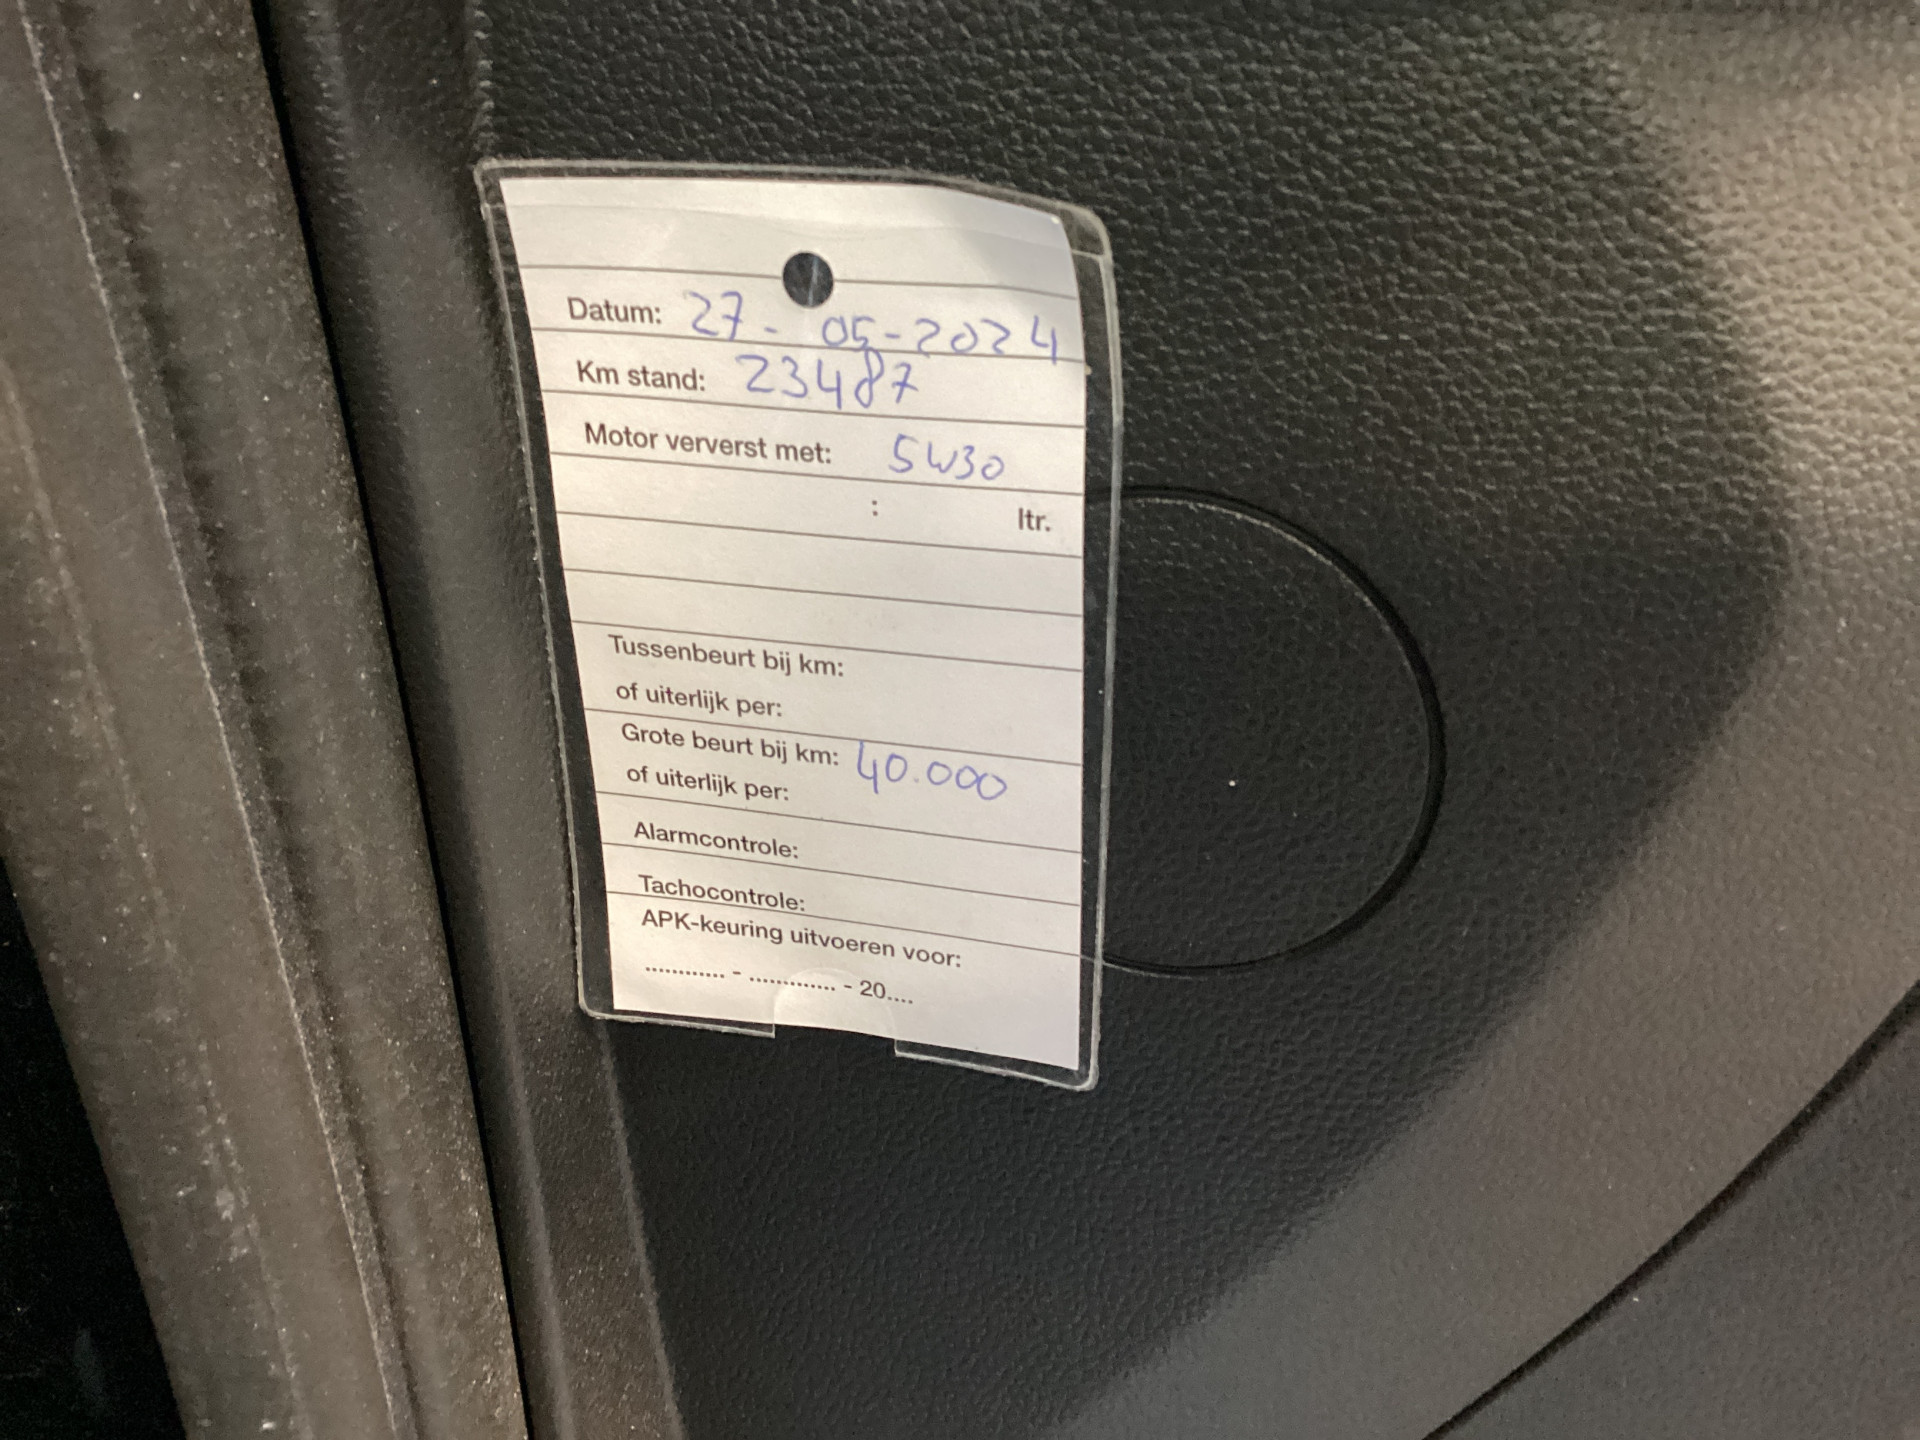 Datum: 27-05-2024
Km stand: 23487
Motor ververst met: 5W30
: ltr.
Tussenbeurt bij km:
of uiterlijk per:
Grote beurt bij km: 40.000
of uiterlijk per:
Alarmcontrole:
Tachocontrole:
APK-keuring uitvoeren voor:
............ - ............. - 20....